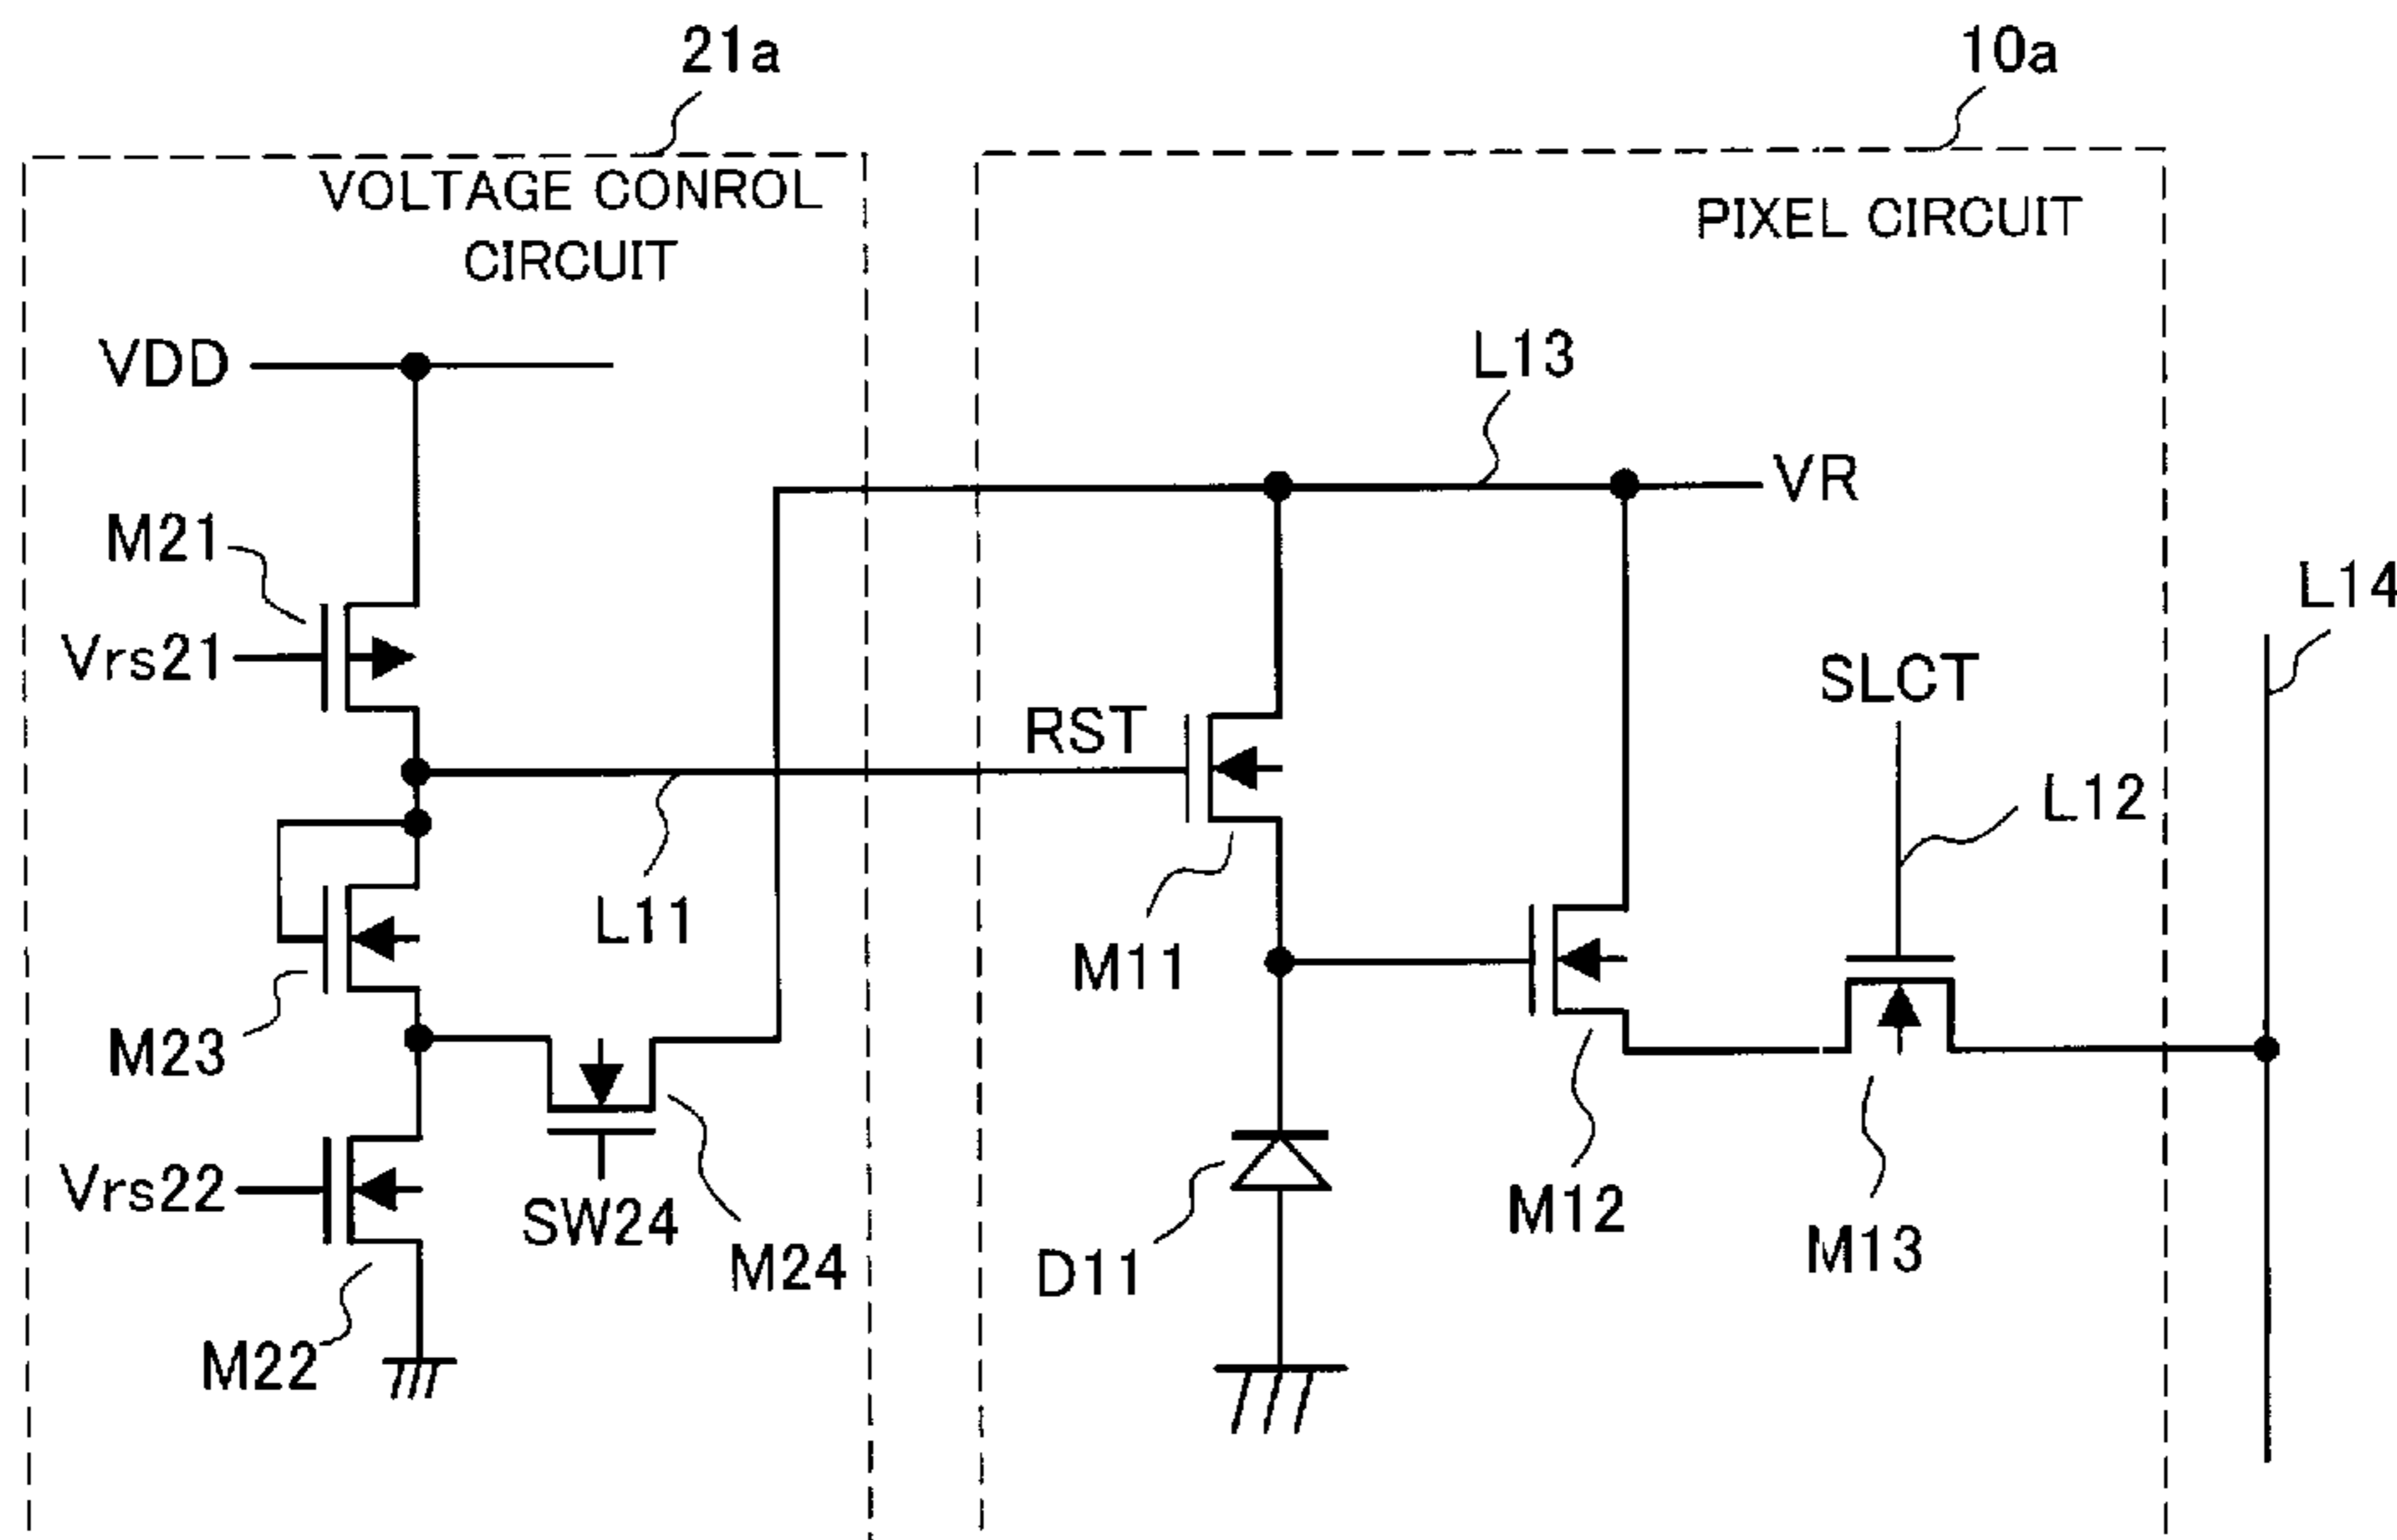 21a
10a
VOLTAGE CONROL
CIRCUIT
PIXEL CIRCUIT
VDD
L13
VR
M21
L14
Vrs21
SLCT
RST
L12
L11
M11
M23
Vrs22
SW24
M24
D11
M12
M13
M22